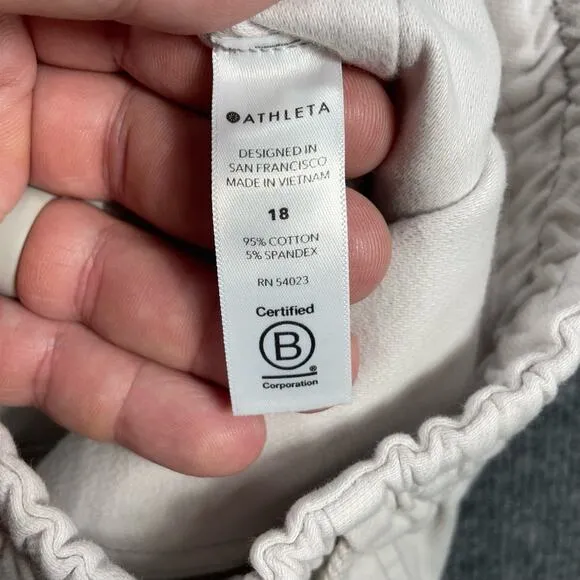 ATHLETA
DESIGNED IN
SAN FRANCISCO
MADE IN VIETNAM
18
95% COTTON
5% SPANDEX
RN 54023
Certified
B
®
Corporation